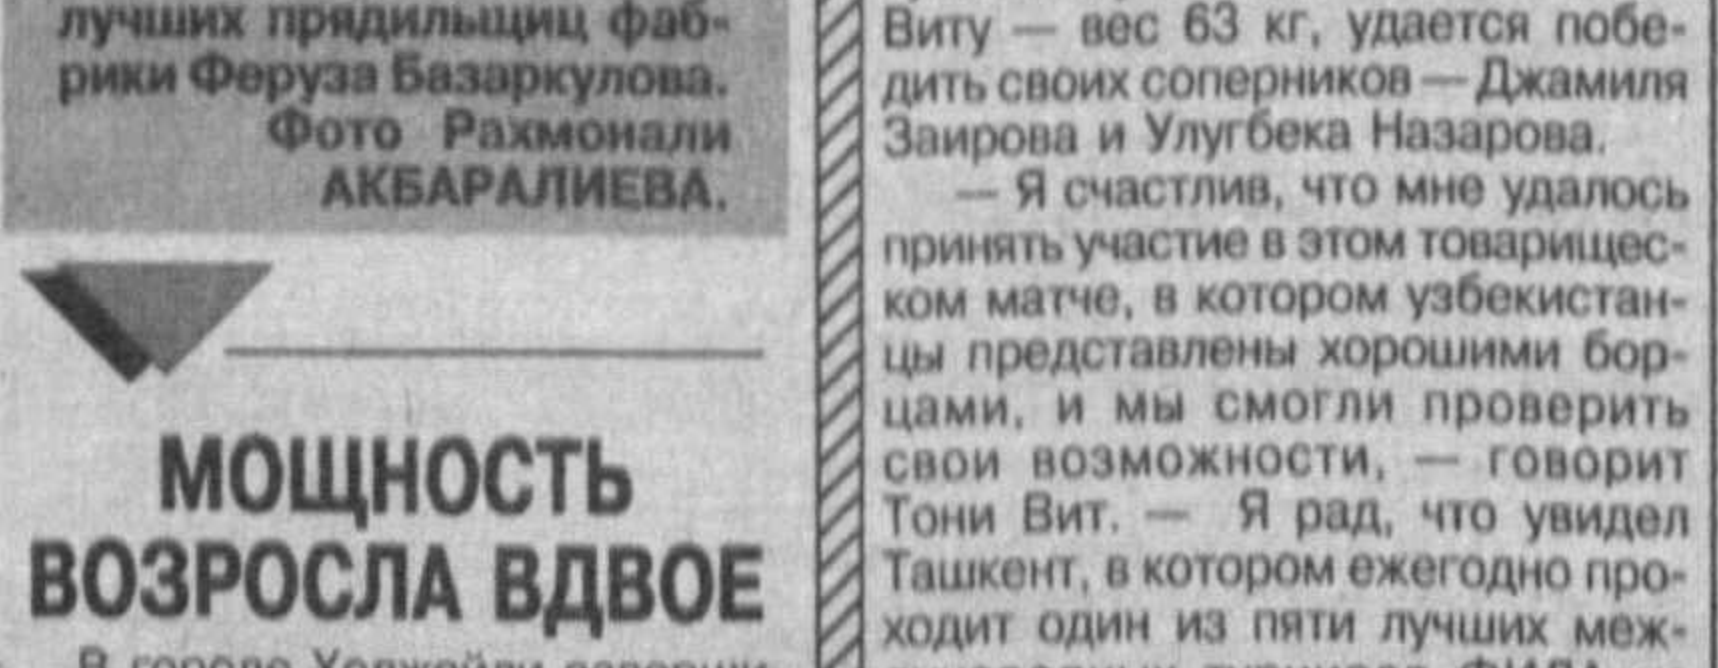 лучших прядильщиц фаб-
рики Феруза Базаркулова.
Фото Рахмонали
АКБАРАЛИЕВА.
МОЩНОСТЬ
ВОЗРОСЛА ВДВОЕ
В городе Ходжейли
Виту — вес 63 кг, удается побе-
дить своих соперников — Джамиля
Заирова и Улугбека Назарова.
— Я счастлив, что мне удалось
принять участие в этом товарищес-
ком матче, в котором узбекистан-
цы представлены хорошими бор-
цами, и мы смогли проверить
свои возможности, — говорит
Тони Вит. — Я рад, что увидел
Ташкент, в котором ежегодно про-
ходит один из пяти лучших меж-